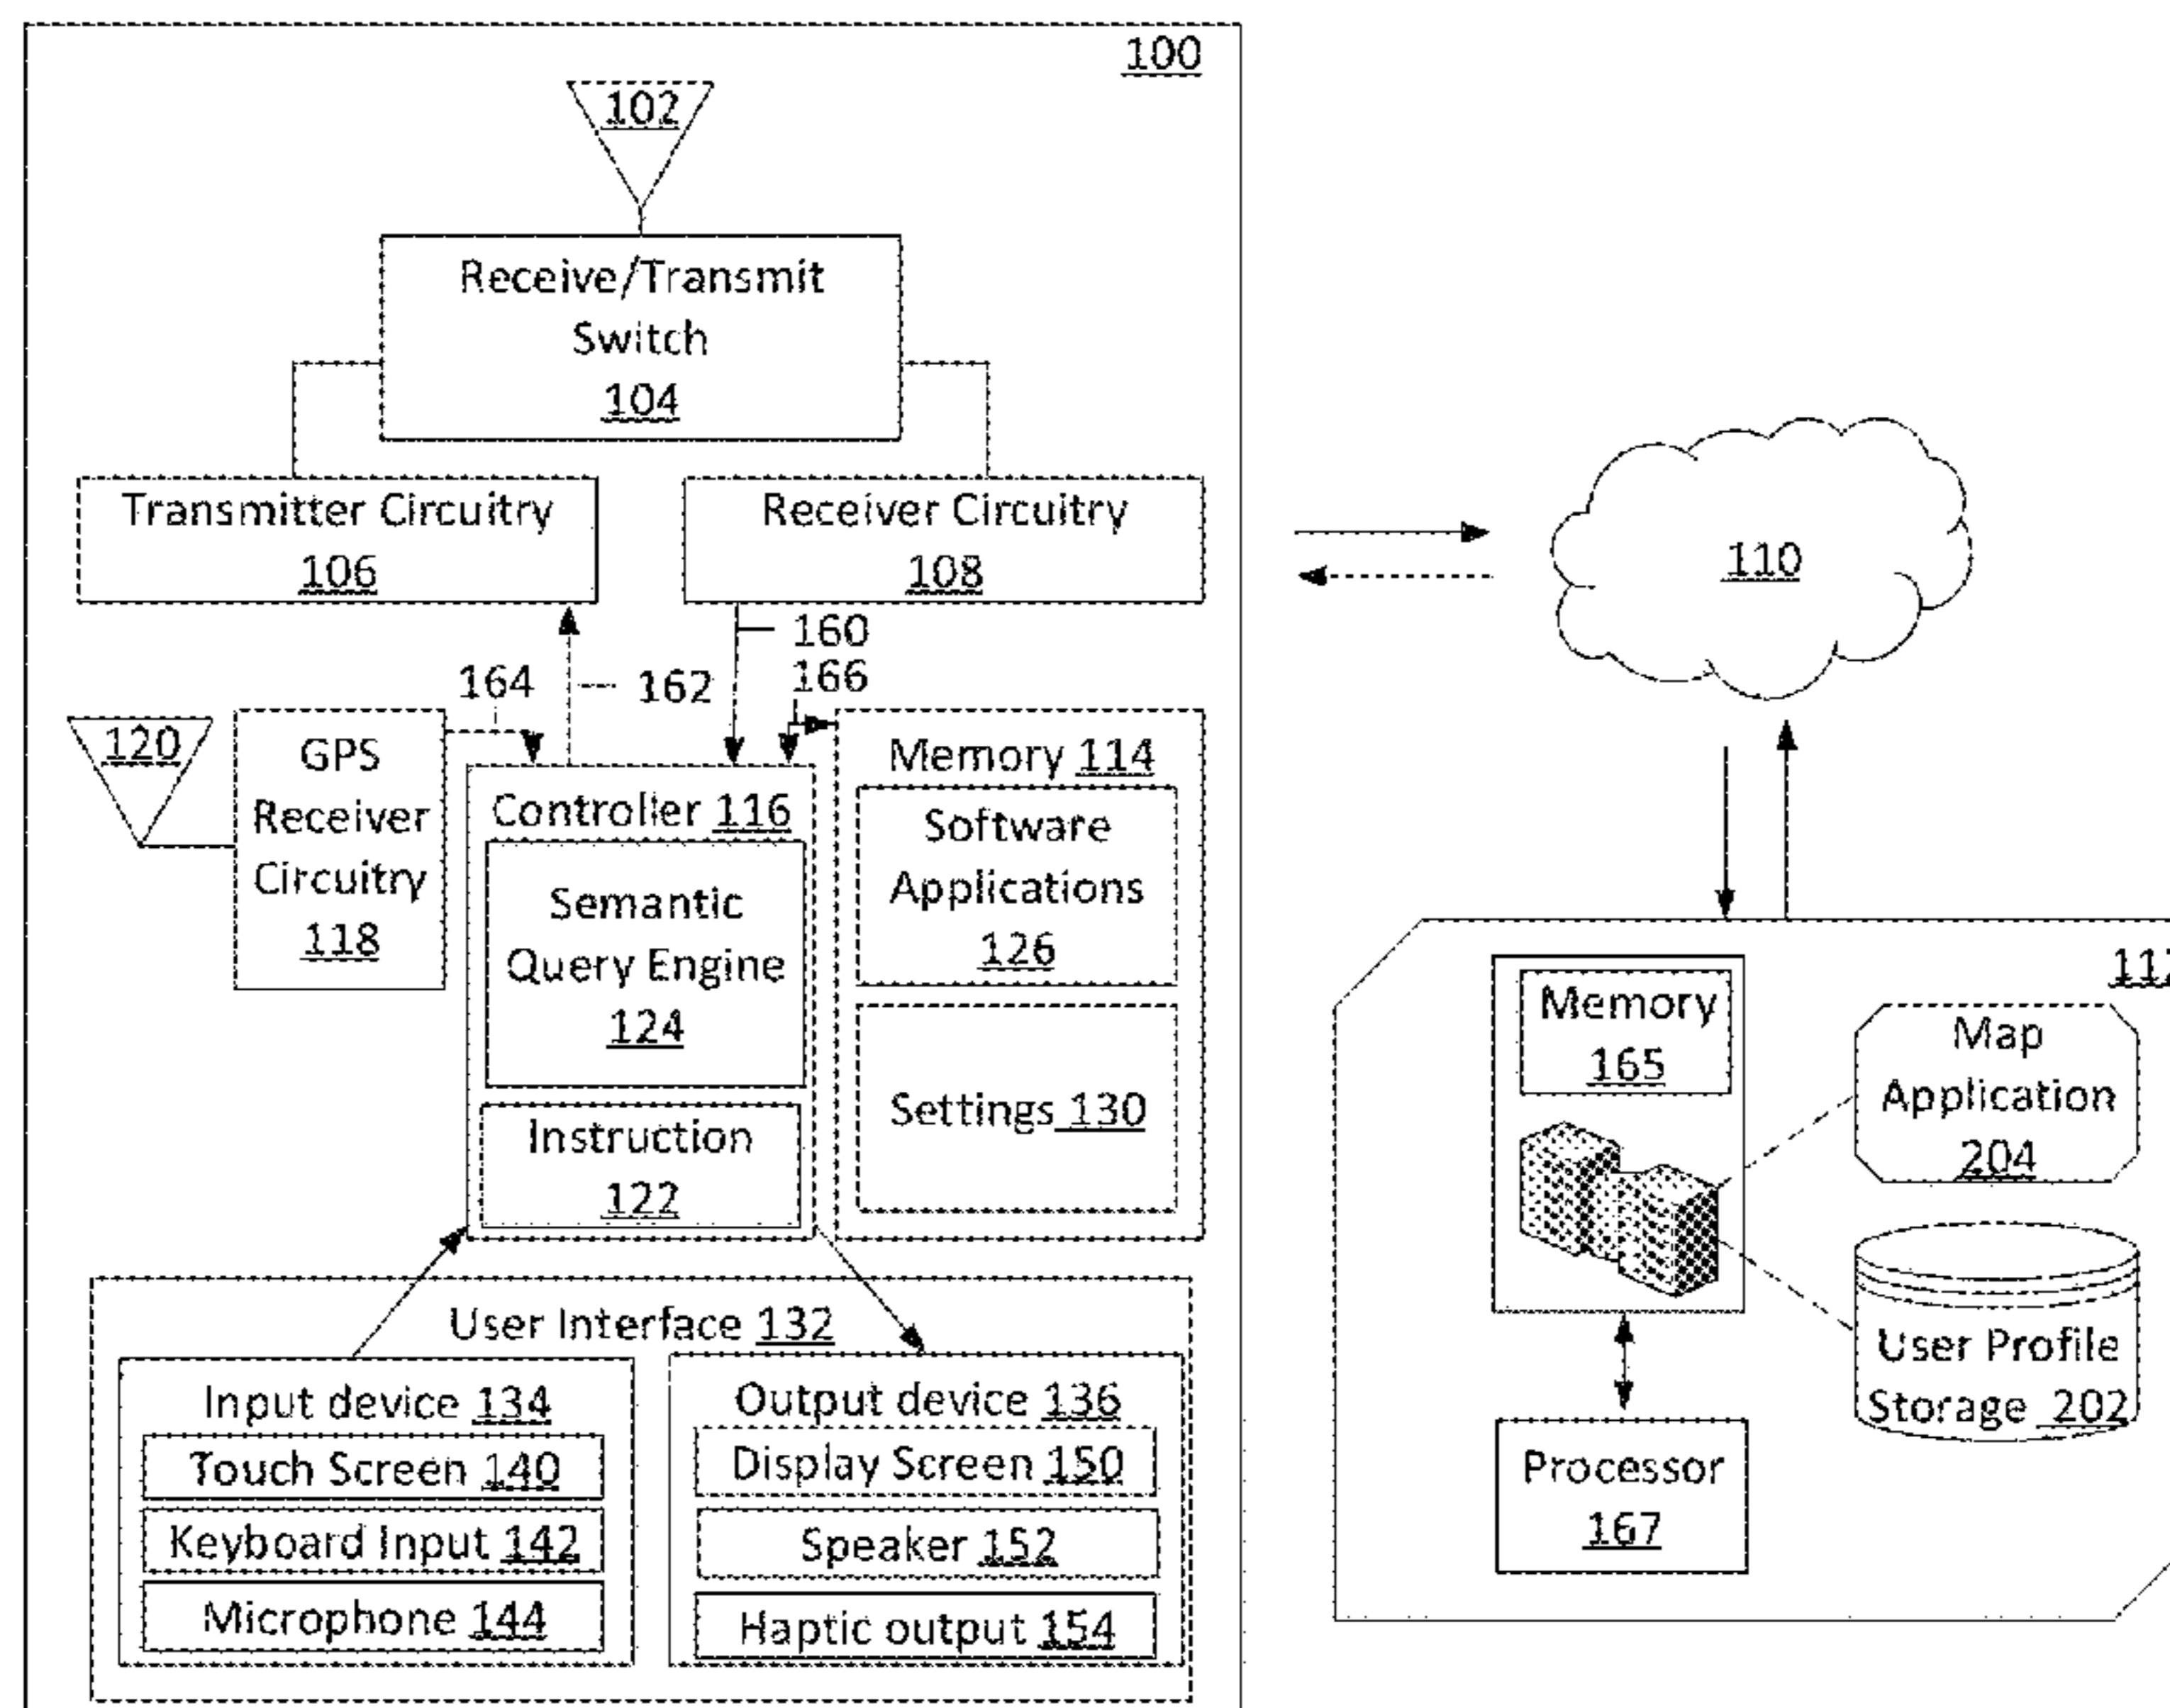 100
102
Receive/Transmit
Switch
104
Transmitter Circuitry
106
Receiver Circuitry
108
110
160
166
164
162
120
GPS
Receiver
Circuitry
118
Controller 116
Semantic
Query Engine
124
Instruction
122
Memory 114
Software
Applications
126
Settings 130
User Interface 132
Input device 134
Touch Screen 140
Keyboard Input 142
Microphone 144
Output device 136
Display Screen 150
Speaker 152
Haptic output 154
112
Memory
165
Map
Application
204
User Profile
Storage 202
Processor
167